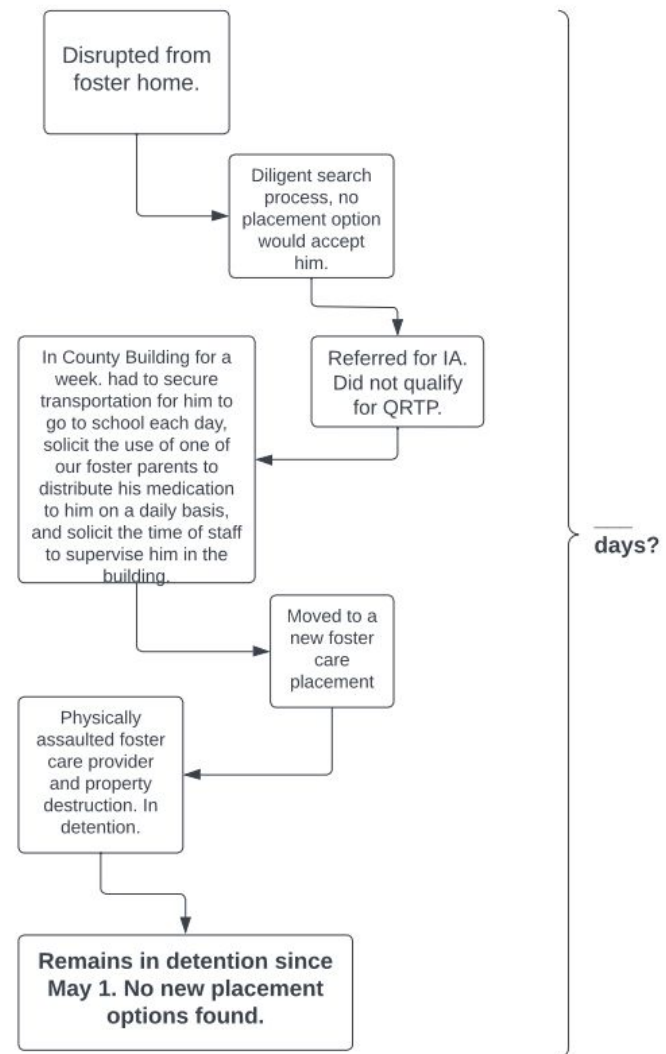 Disrupted from
foster home.
Diligent search
process, no
placement option
would accept
him.
Referred for IA.
Did not qualify
for QRTP.
In County Building for a
week. had to secure
transportation for him to
go to school each day,
solicit the use of one of
our foster parents to
distribute his medication
to him on a daily basis,
and solicit the time of staff
to supervise him in the
building.
___
days?
Moved to a
new foster
care
placement
Physically
assaulted foster
care provider
and property
destruction. In
detention.
Remains in detention since
May 1. No new placement
options found.